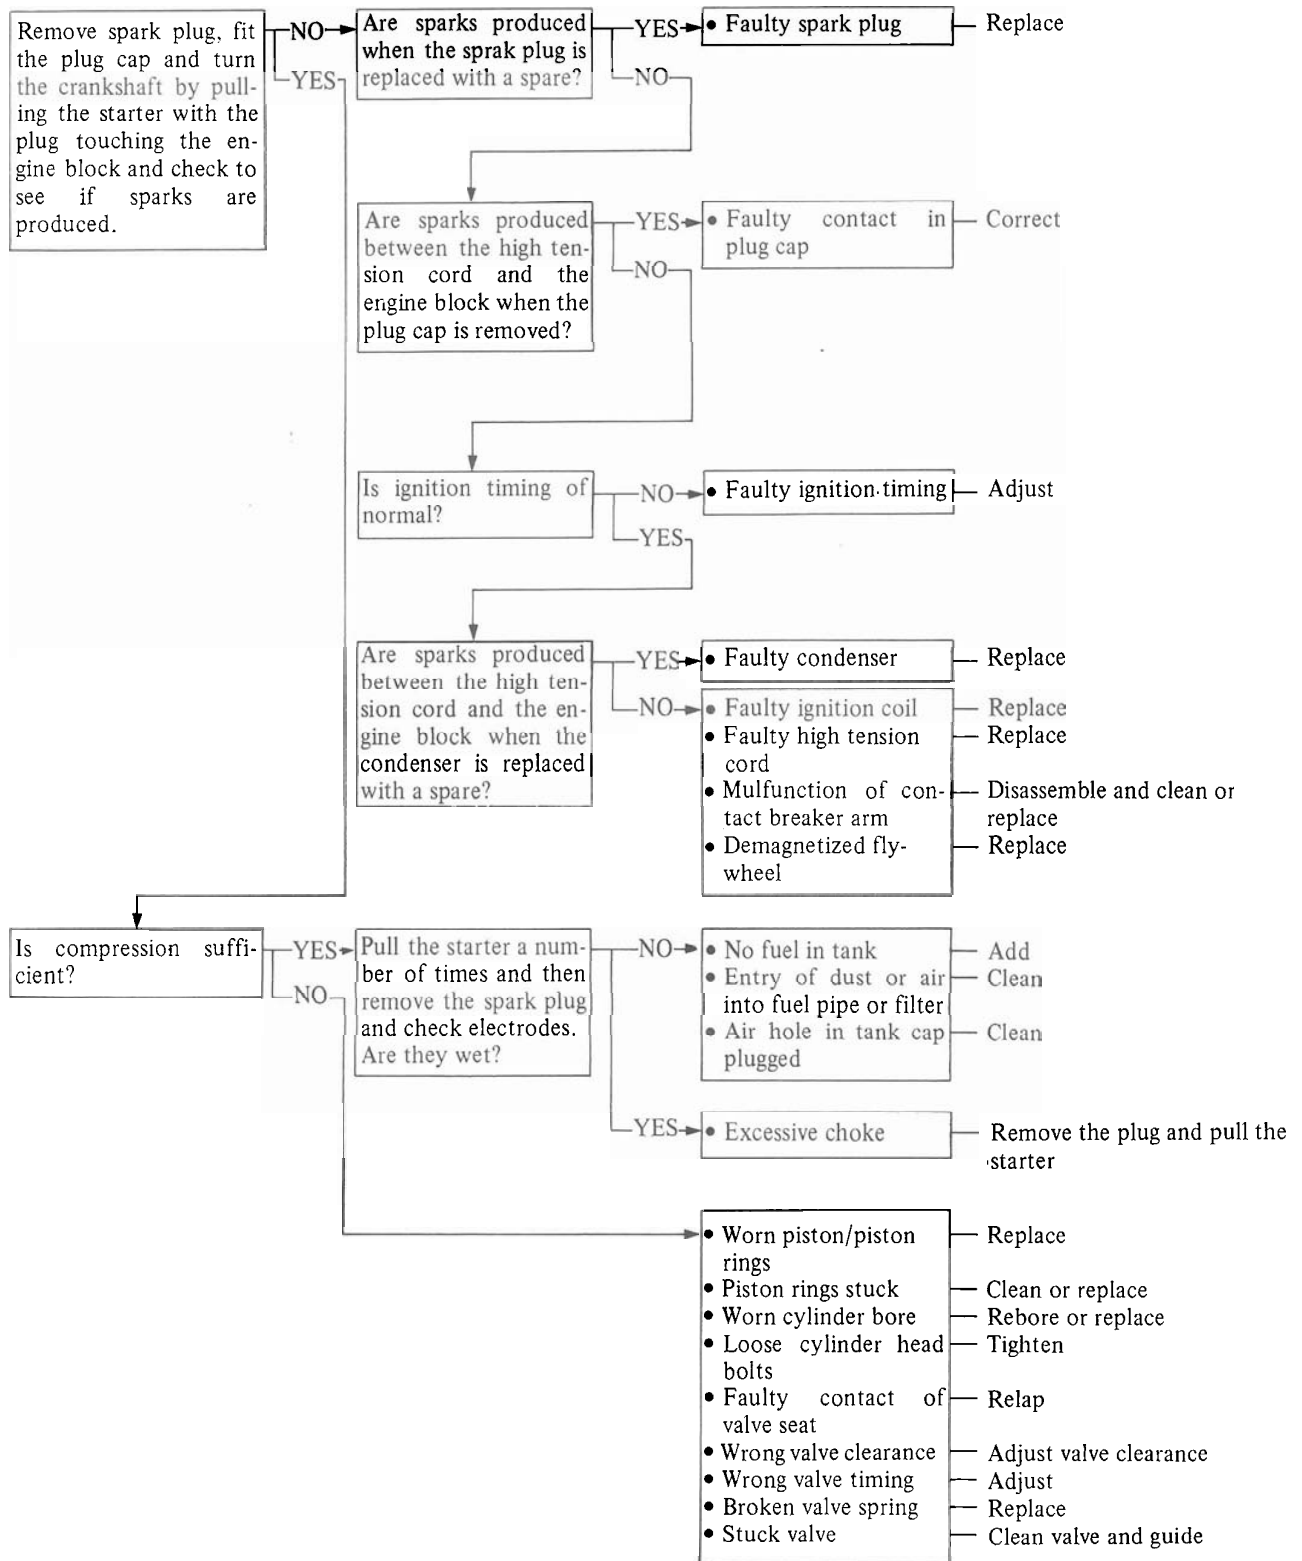 Remove spark plug, fit
the plug cap and turn
the crankshaft by pull-
ing the starter with the
plug touching the en-
gine block and check to
see if sparks are
produced.
NO
YES
Are sparks produced
when the sprak plug is
replaced with a spare?
YES
NO
• Faulty spark plug
Replace
Are sparks produced
between the high ten-
sion cord and the
engine block when the
plug cap is removed?
YES
NO
• Faulty contact in
plug cap
Correct
Is ignition timing of
normal?
NO
YES
• Faulty ignition timing
Adjust
Are sparks produced
between the high ten-
sion cord and the en-
gine block when the
condenser is replaced
with a spare?
YES
NO
• Faulty condenser
Replace
• Faulty ignition coil
Replace
• Faulty high tension
cord
Replace
• Mulfunction of con-
tact breaker arm
Disassemble and clean or
replace
• Demagnetized fly-
wheel
Replace
Is compression suffi-
cient?
YES
NO
Pull the starter a num-
ber of times and then
remove the spark plug
and check electrodes.
Are they wet?
NO
YES
• No fuel in tank
Add
• Entry of dust or air
into fuel pipe or filter
Clean
• Air hole in tank cap
plugged
Clean
• Excessive choke
Remove the plug and pull the
starter
• Worn piston/piston
rings
Replace
• Piston rings stuck
Clean or replace
• Worn cylinder bore
Rebore or replace
• Loose cylinder head
bolts
Tighten
• Faulty contact of
valve seat
Relap
• Wrong valve clearance
Adjust valve clearance
• Wrong valve timing
Adjust
• Broken valve spring
Replace
• Stuck valve
Clean valve and guide